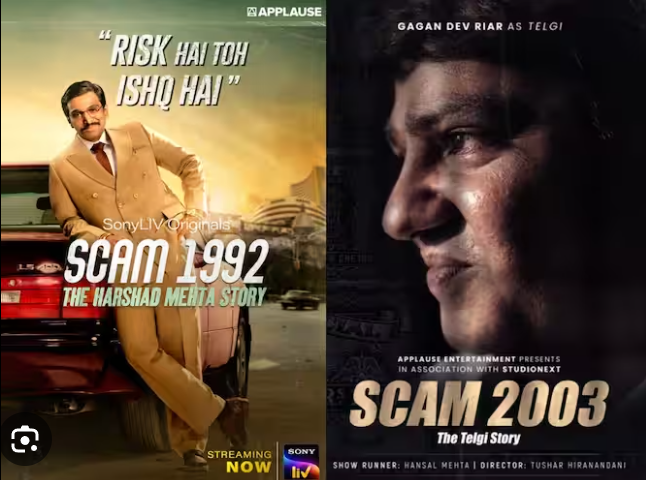 APPLAUSE
"RISK HAI TOH
ISHQ HAI"
SonyLIV Originals
SCAM 1992
THE HARSHAD MEHTA STORY
STREAMING
NOW
SONY
liv
GAGAN DEV RIAR AS TELGI
APPLAUSE ENTERTAINMENT PRESENTS
IN ASSOCIATION WITH STUDIONEXT
SCAM 2003
The Telgi Story
SHOW RUNNER: HANSAL MEHTA | DIRECTOR: TUSHAR HIRANANDANI